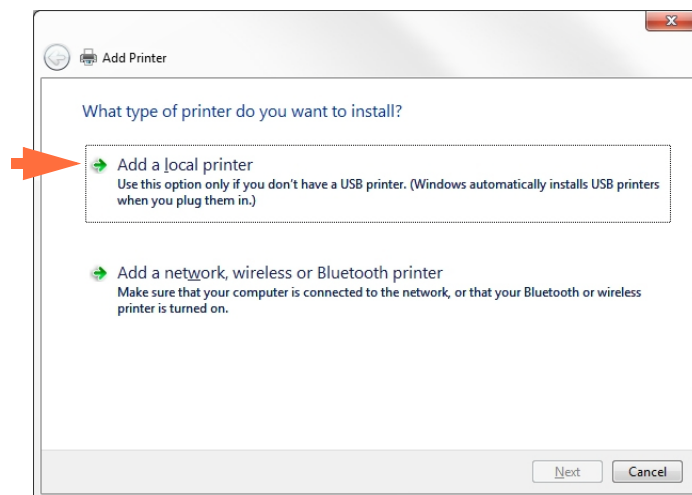 Add Printer
What type of printer do you want to install?
Add a local printer
Use this option only if you don't have a USB printer. (Windows automatically installs USB printers
when you plug them in.)
Add a network, wireless or Bluetooth printer
Make sure that your computer is connected to the network, or that your Bluetooth or wireless
printer is turned on.
Next Cancel